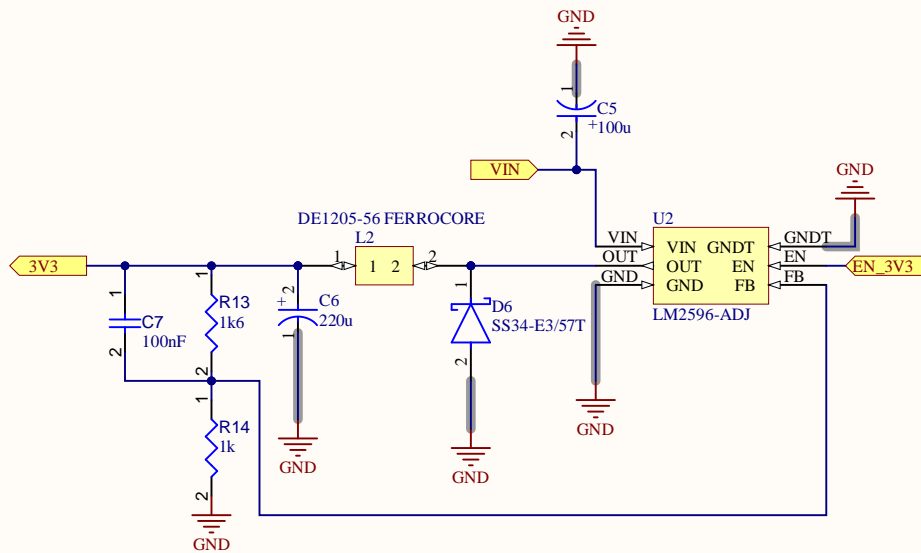 GND
1
C5
+
100u
2
VIN
GND
DE1205-56 FERROCORE
L2
U2
VIN
VIN
GNDT
GNDT
3V3
1
1 2
2
OUT
OUT
EN
EN
EN_3V3
GND
GND
FB
FB
LM2596-ADJ
1
C7
100nF
2
1
R13
1k6
2
+
2
C6
220u
1
1
D6
SS34-E3/57T
2
GND
1
R14
1k
2
GND
GND
GND